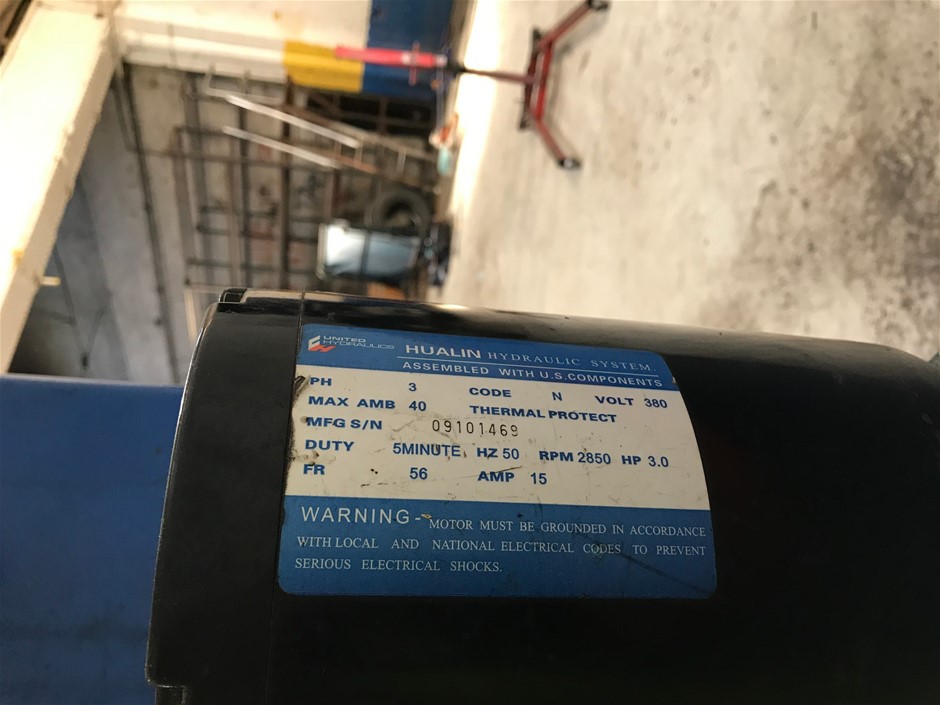 UNITED
HYDRAULICS
HUALIN HYDRAULIC SYSTEM.
ASSEMBLED WITH U.S.COMPONENTS
PH 3 CODE N VOLT 380
MAX AMB 40 THERMAL PROTECT
MFG S/N 09101469
DUTY 5MINUTE HZ 50 RPM 2850 HP 3.0
FR 56 AMP 15
WARNING- MOTOR MUST BE GROUNDED IN ACCORDANCE
WITH LOCAL AND NATIONAL ELECTRICAL CODES TO PREVENT
SERIOUS ELECTRICAL SHOCKS.